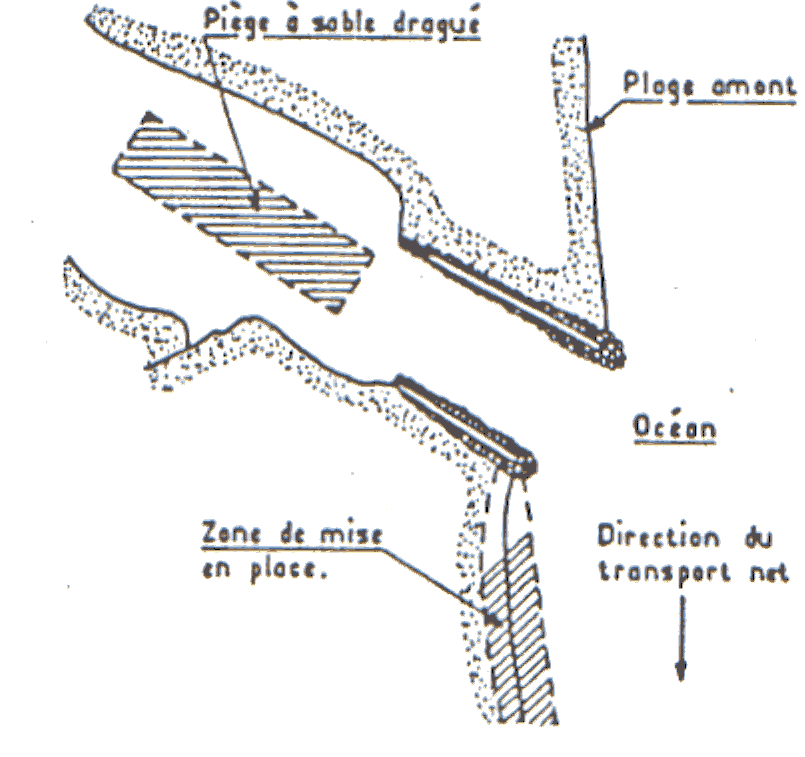 Piège à sable dragué
Plage amont
Océan
Zone de mise
en place.
Direction du
transport net